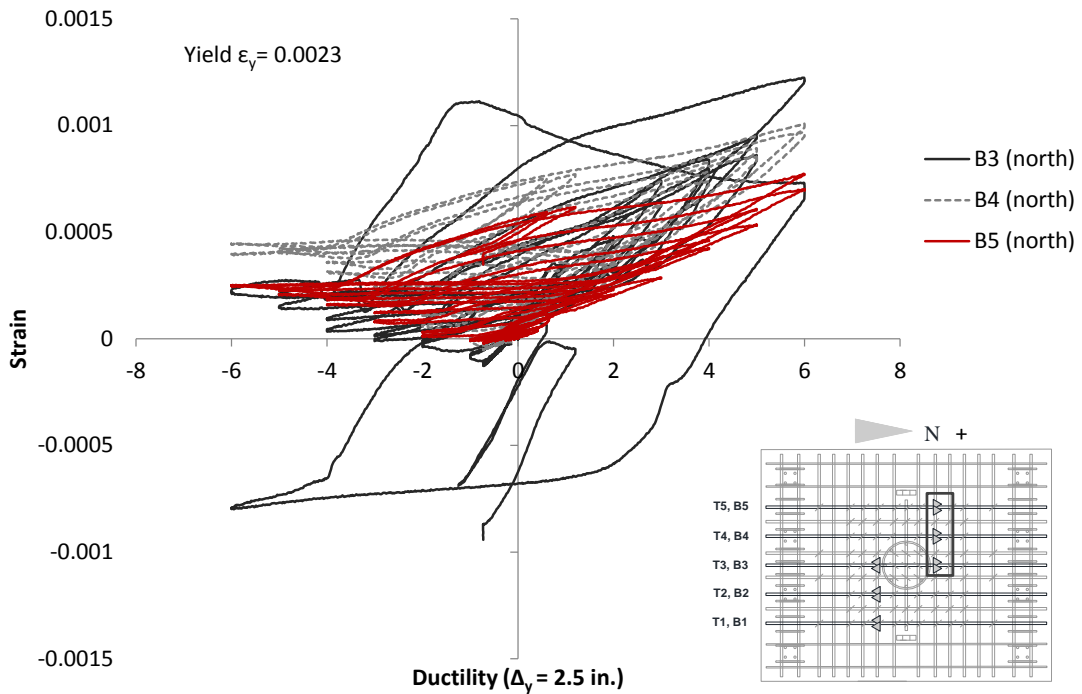 0.0015
0.001
0.0005
0
-0.0005
-0.001
-0.0015
Strain
Yield εy= 0.0023
-8 -6 -4 -2 0 2 4 6 8
Ductility (Δy = 2.5 in.)
B3 (north)
B4 (north)
B5 (north)
N +
T5, B5
T4, B4
T3, B3
T2, B2
T1, B1